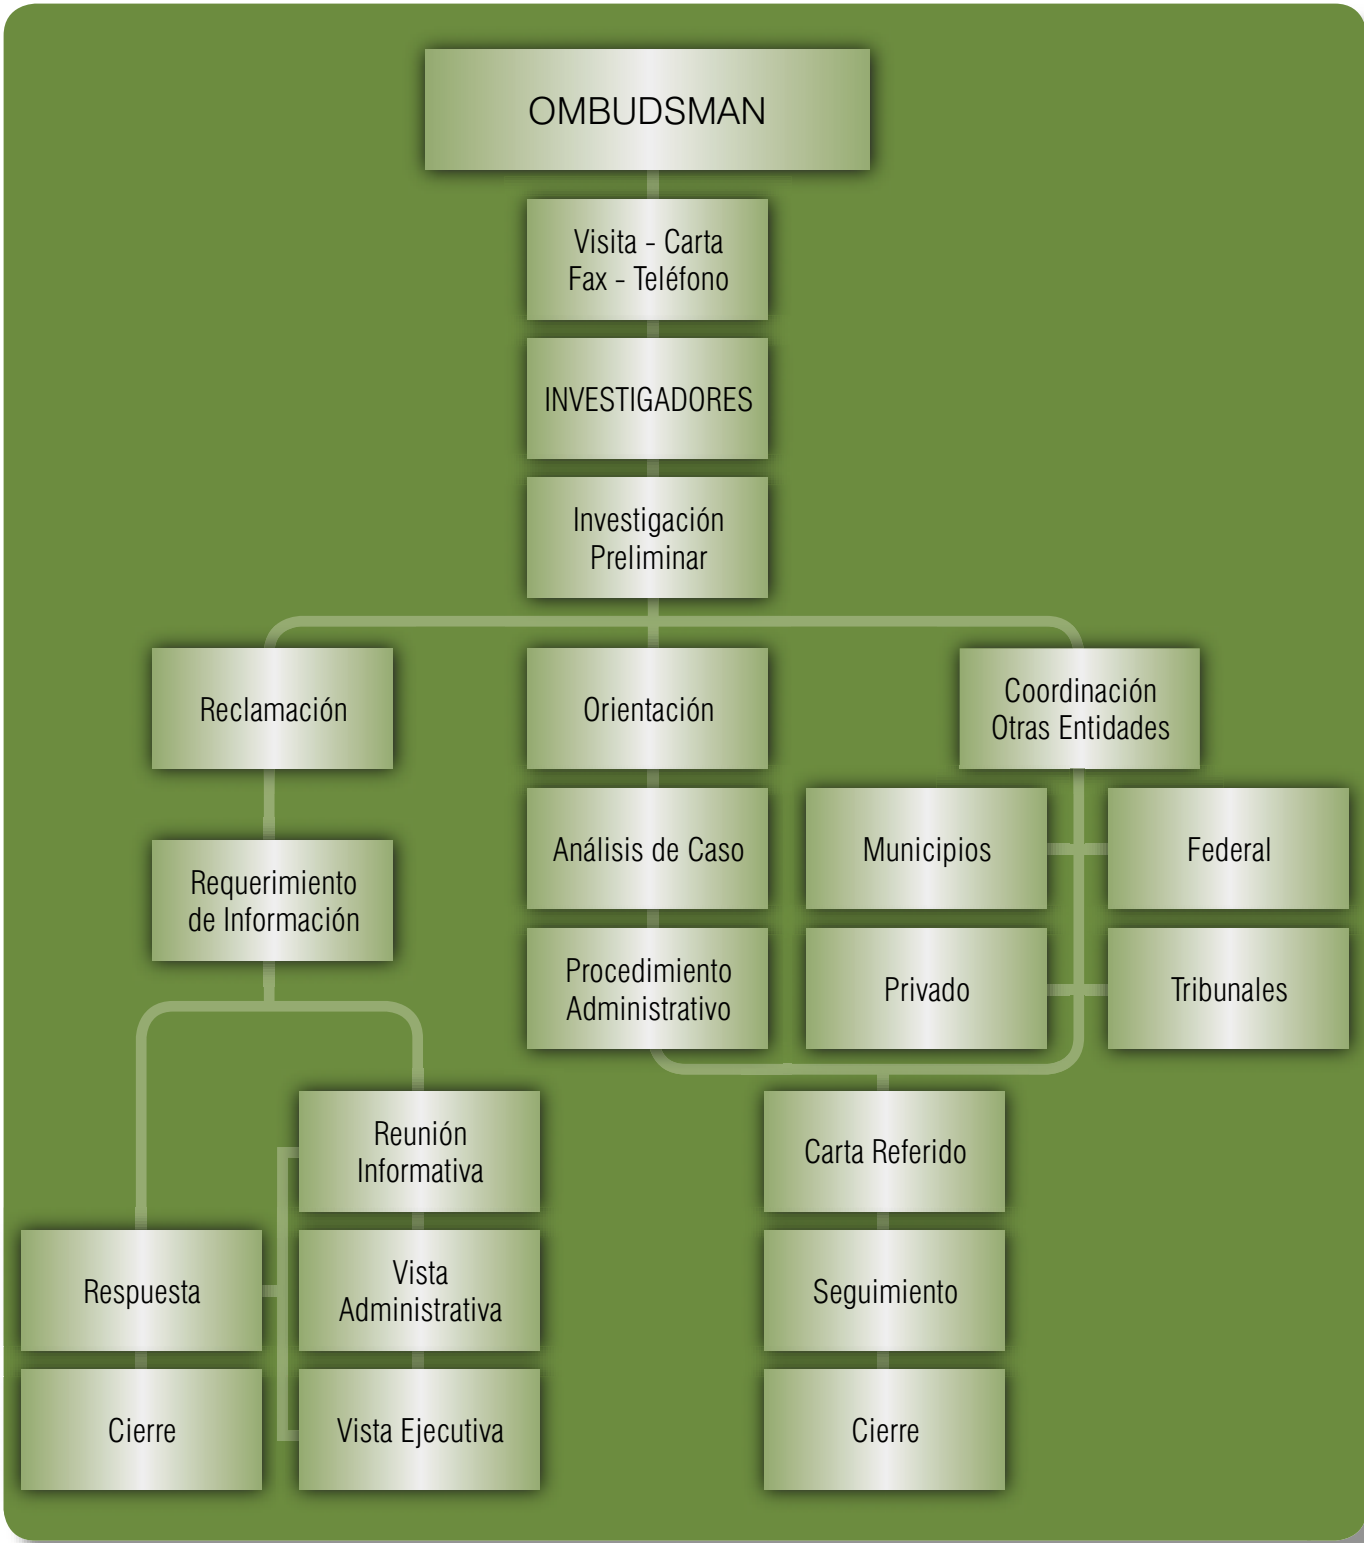 OMBUDSMAN
Visita - Carta
Fax - Teléfono
INVESTIGADORES
Investigación
Preliminar
Reclamación
Orientación
Coordinación
Otras Entidades
Requerimiento
de Información
Análisis de Caso
Municipios
Federal
Procedimiento
Administrativo
Privado
Tribunales
Reunión
Informativa
Carta Referido
Respuesta
Vista
Administrativa
Seguimiento
Cierre
Vista Ejecutiva
Cierre